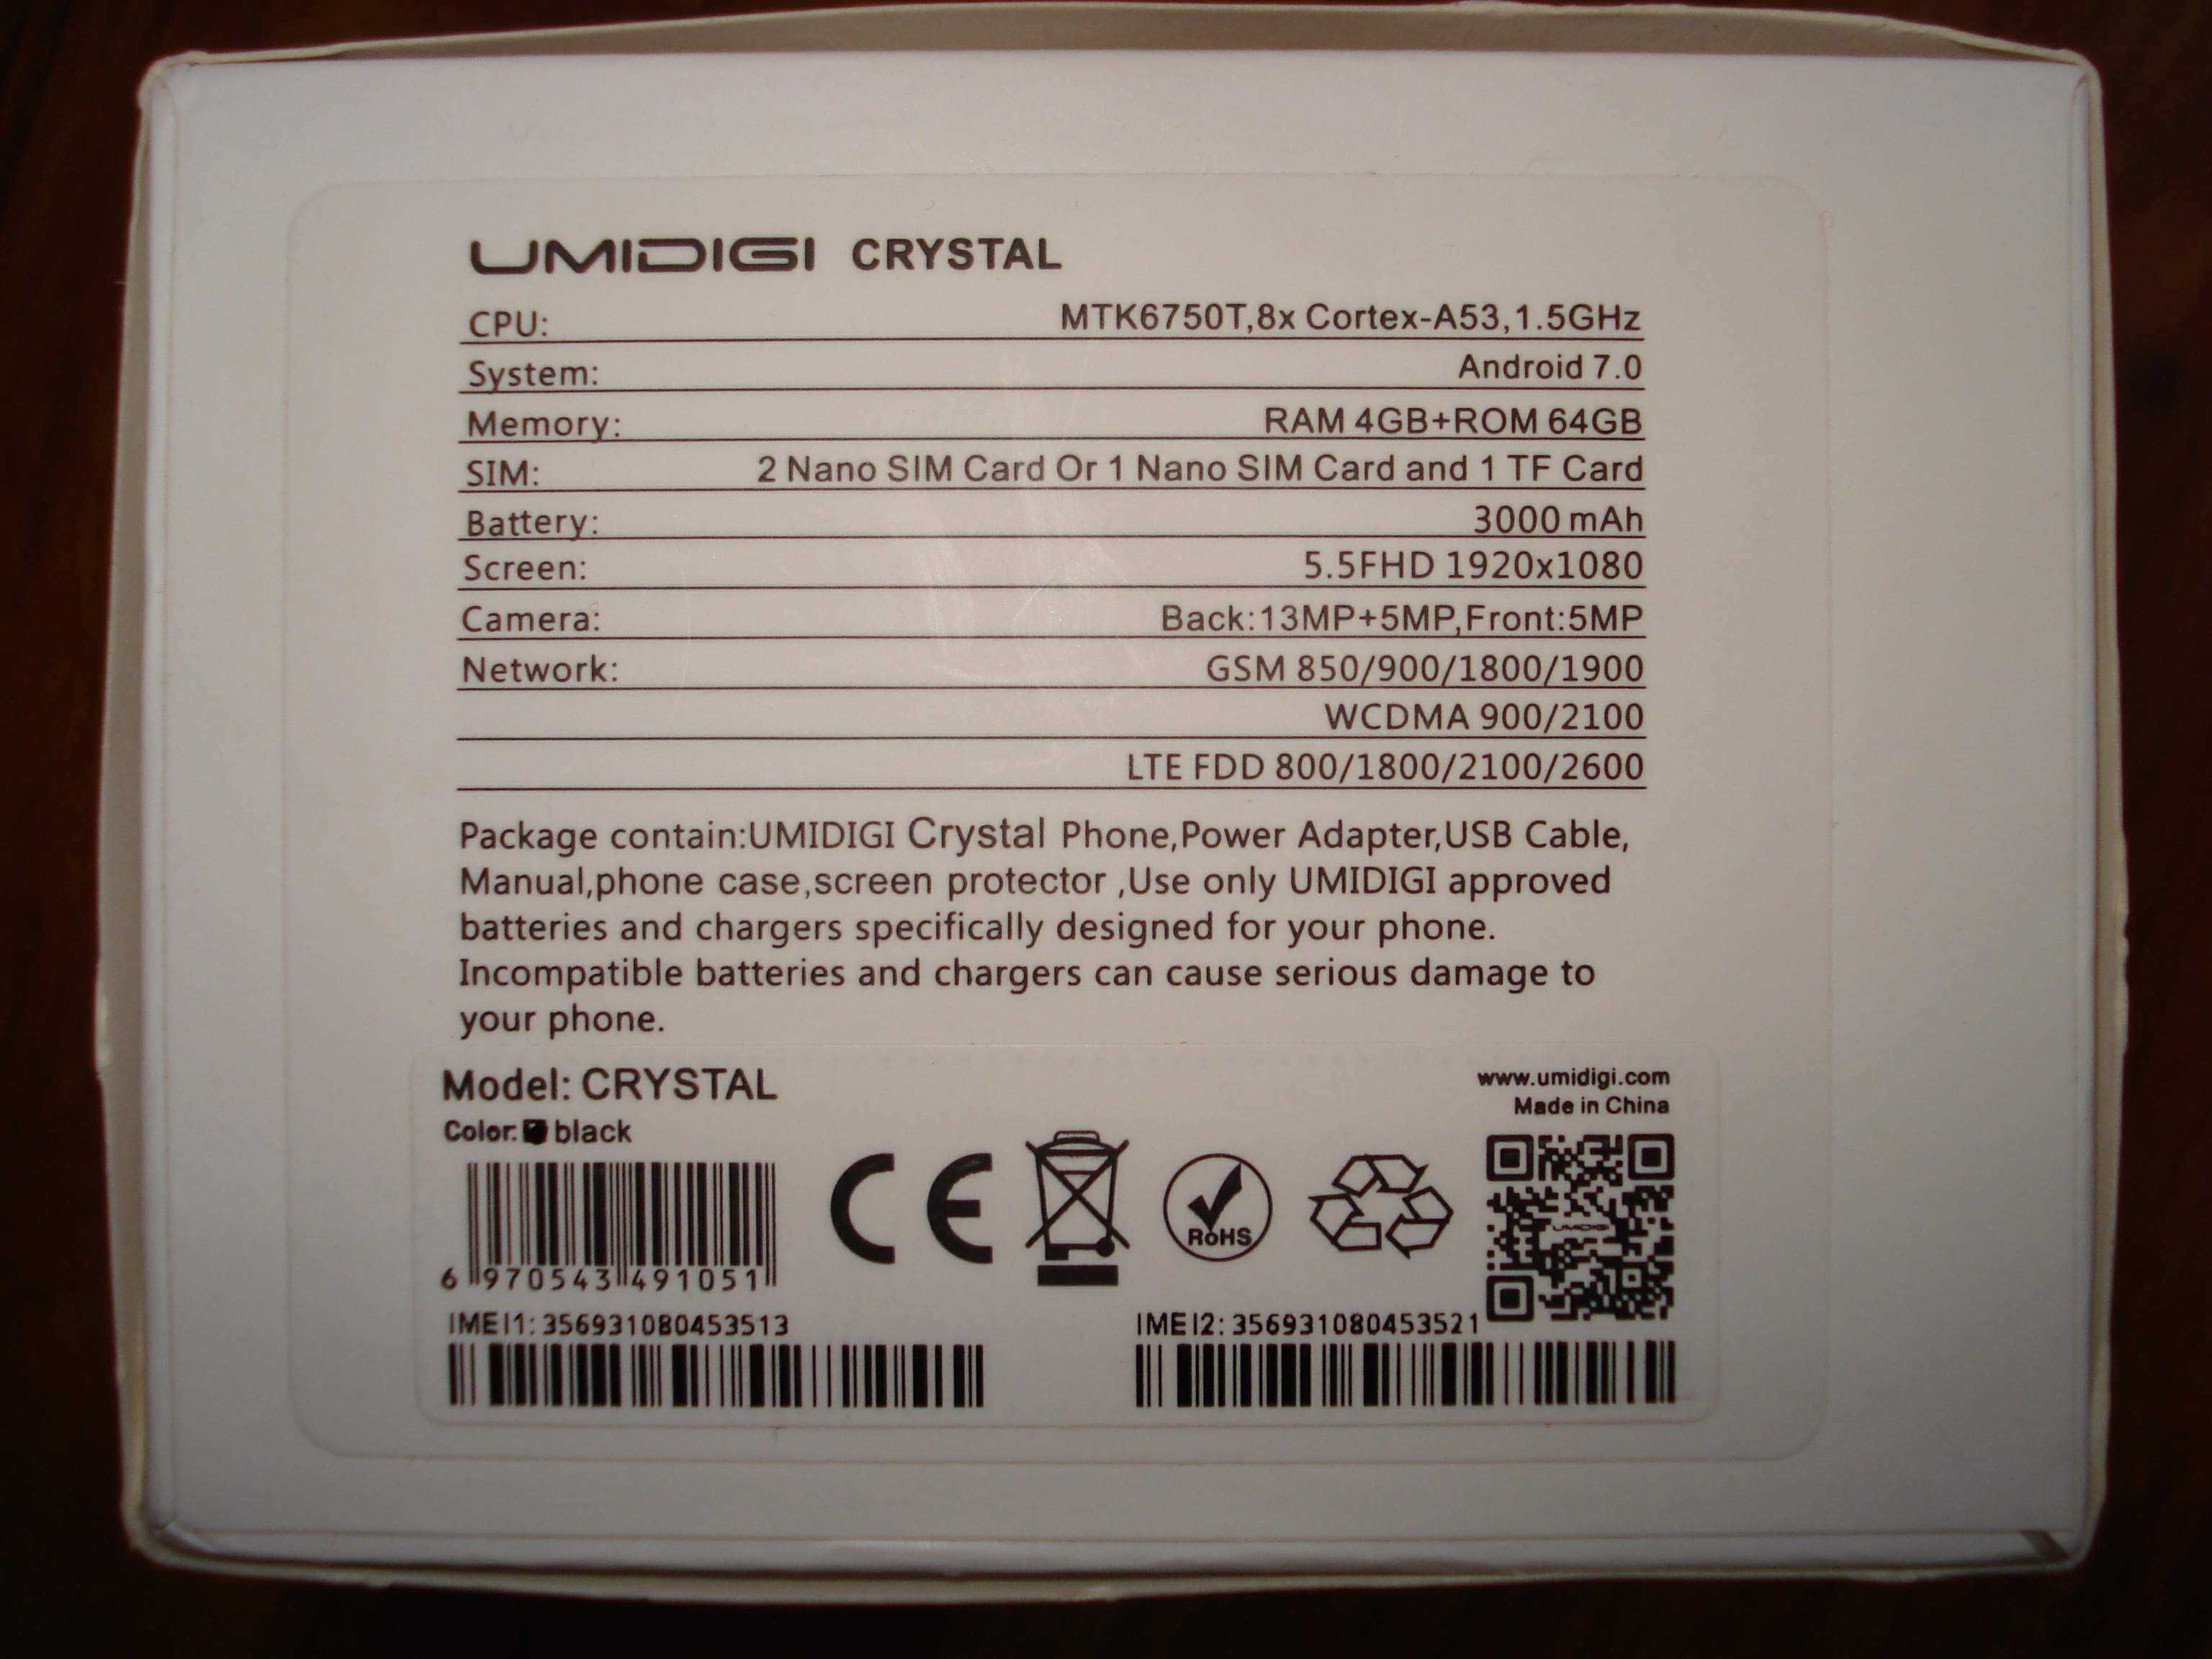 UMIDIGI CRYSTAL
CPU: MTK6750T,8x Cortex-A53,1.5GHz
System: Android 7.0
Memory: RAM 4GB+ROM 64GB
SIM: 2 Nano SIM Card Or 1 Nano SIM Card and 1 TF Card
Battery: 3000 mAh
Screen: 5.5FHD 1920x1080
Camera: Back:13MP+5MP,Front:5MP
Network: GSM 850/900/1800/1900
WCDMA 900/2100
LTE FDD 800/1800/2100/2600
Package contain:UMIDIGI Crystal Phone,Power Adapter,USB Cable,
Manual,phone case,screen protector ,Use only UMIDIGI approved
batteries and chargers specifically designed for your phone.
Incompatible batteries and chargers can cause serious damage to
your phone.
Model: CRYSTAL
www.umidigi.com
Made in China
Color: black
CE
RoHS
UMIDIGI
6 970543 491051
IMEI1: 356931080453513
IMEI2: 356931080453521